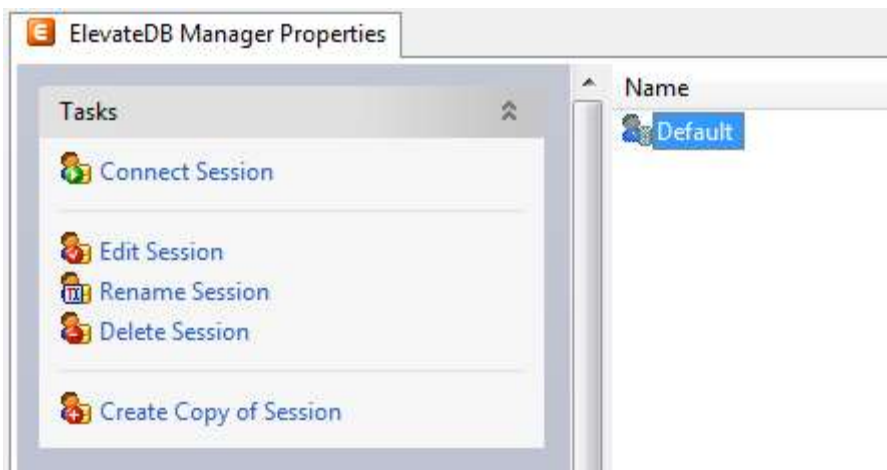 ElevateDB Manager Properties
Tasks
Connect Session
Edit Session
Rename Session
Delete Session
Create Copy of Session
Name
Default